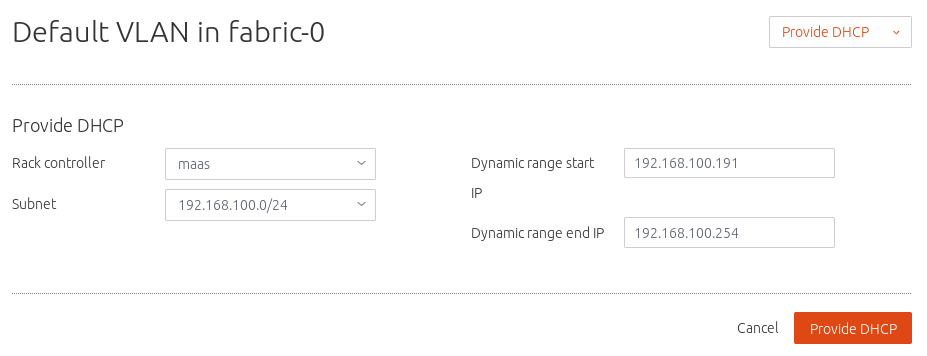 Default VLAN in fabric-0
Provide DHCP
Provide DHCP
Rack controller
maas
Dynamic range start
IP
192.168.100.191
Subnet
192.168.100.0/24
Dynamic range end IP
192.168.100.254
Cancel
Provide DHCP